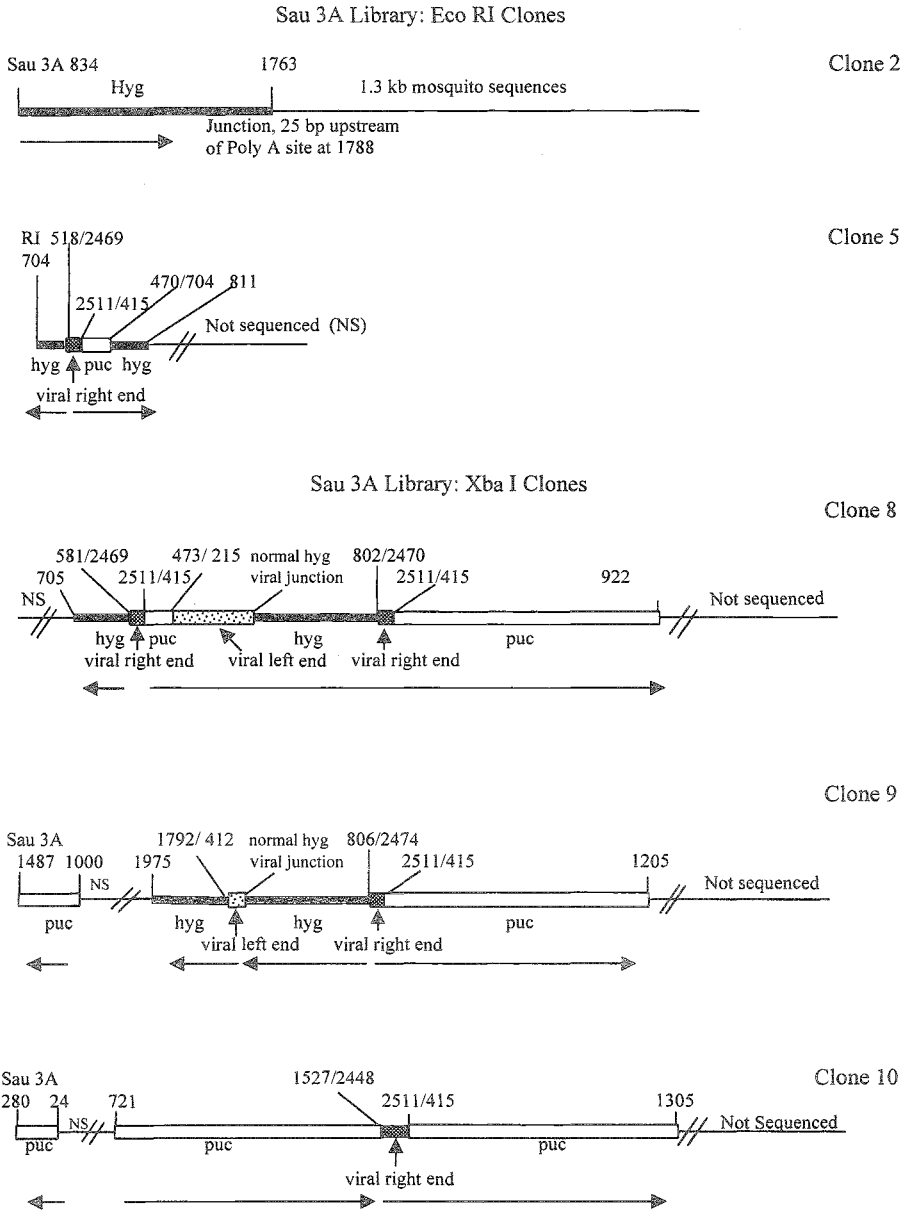 Sau 3A Library: Eco RI Clones
Clone 2
Sau 3A 834
1763
Hyg
1.3 kb mosquito sequences
Junction, 25 bp upstream
of Poly A site at 1788
Clone 5
RI 518/2469
704
470/704
811
2511/415
Not sequenced (NS)
hyg
puc
hyg
viral right end
Sau 3A Library: Xba I Clones
Clone 8
581/2469
473/ 215
normal hyg
802/2470
705
2511/415
viral junction
2511/415
922
NS
Not sequenced
hyg
puc
hyg
puc
viral right end
viral left end
viral right end
Clone 9
Sau 3A
1792/ 412
normal hyg
806/2474
1487
1000
1975
viral junction
2511/415
1205
NS
Not sequenced
puc
hyg
hyg
puc
viral left end
viral right end
Clone 10
Sau 3A
1527/2448
280
24
721
2511/415
1305
NS
Not Sequenced
puc
puc
puc
viral right end